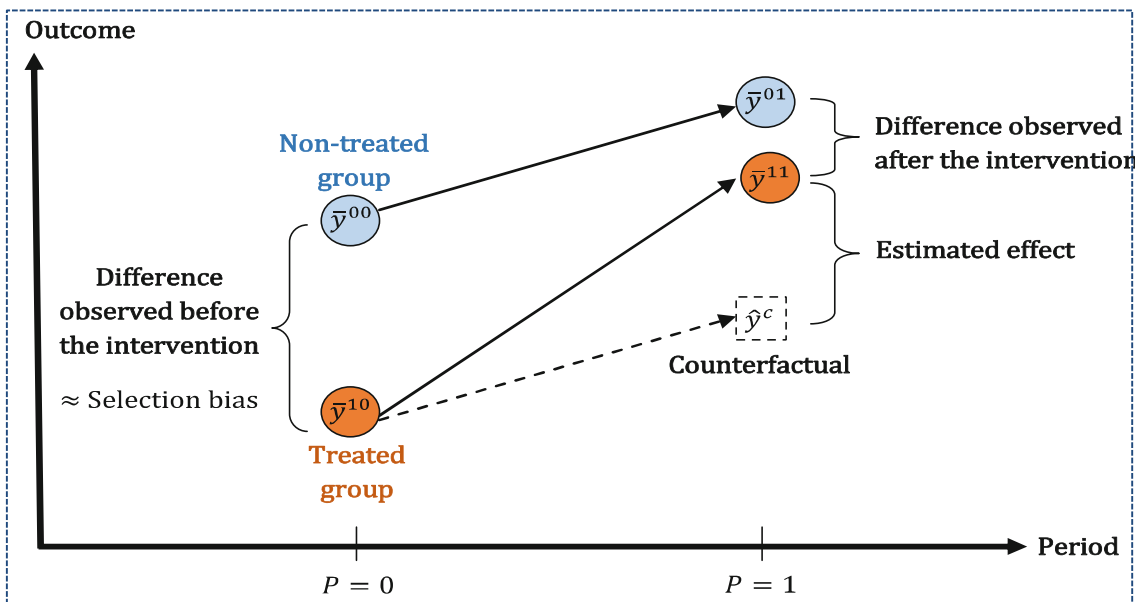 Outcome
Non-treated
group
ȳ⁰⁰
ȳ⁰¹
ȳ¹¹
Difference observed
after the intervention
Estimated effect
Difference
observed before
the intervention
≈ Selection bias
ŷᶜ
Counterfactual
ȳ¹⁰
Treated
group
Period
P = 0
P = 1